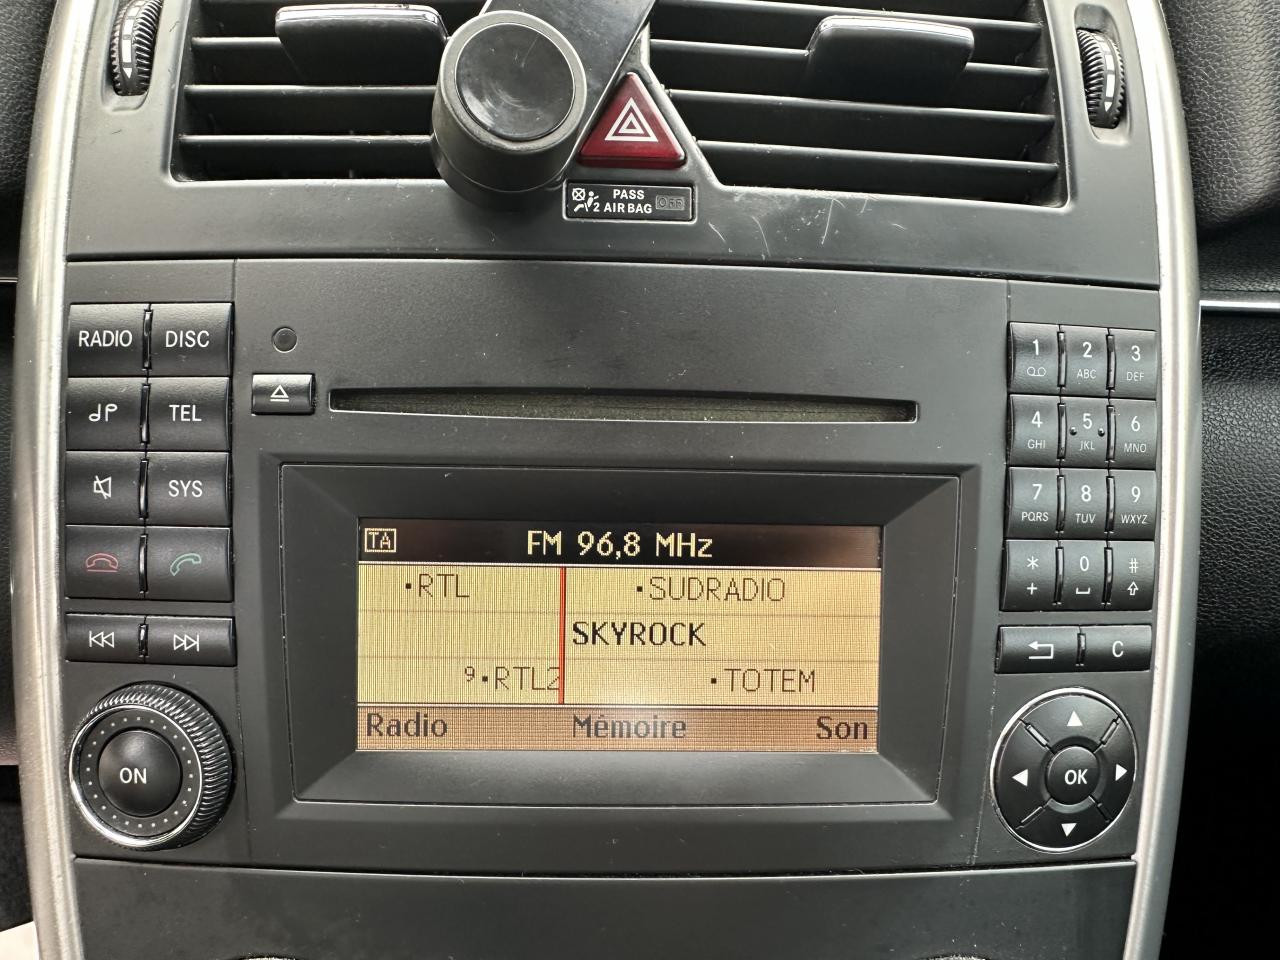 PASS
2 AIR BAG OFF
RADIO DISC
TEL
SYS
ON
TA FM 96,8 MHz
·RTL ·SUDRADIO
SKYROCK
9·RTL2 ·TOTEM
Radio Mémoire Son
1 2 3
ABC DEF
4 5 6
GHI JKL MNO
7 8 9
PQRS TUV WXYZ
* 0 #
+
C
OK